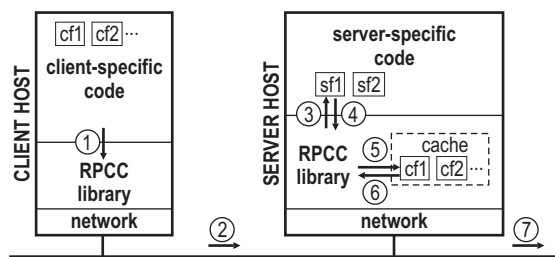 CLIENT HOST
cf1 cf2 ...
client-specific
code
1
RPCC
library
network
2
SERVER HOST
server-specific
code
sf1 sf2
3 4
RPCC
library
5
6
cache
cf1 cf2 ...
network
7